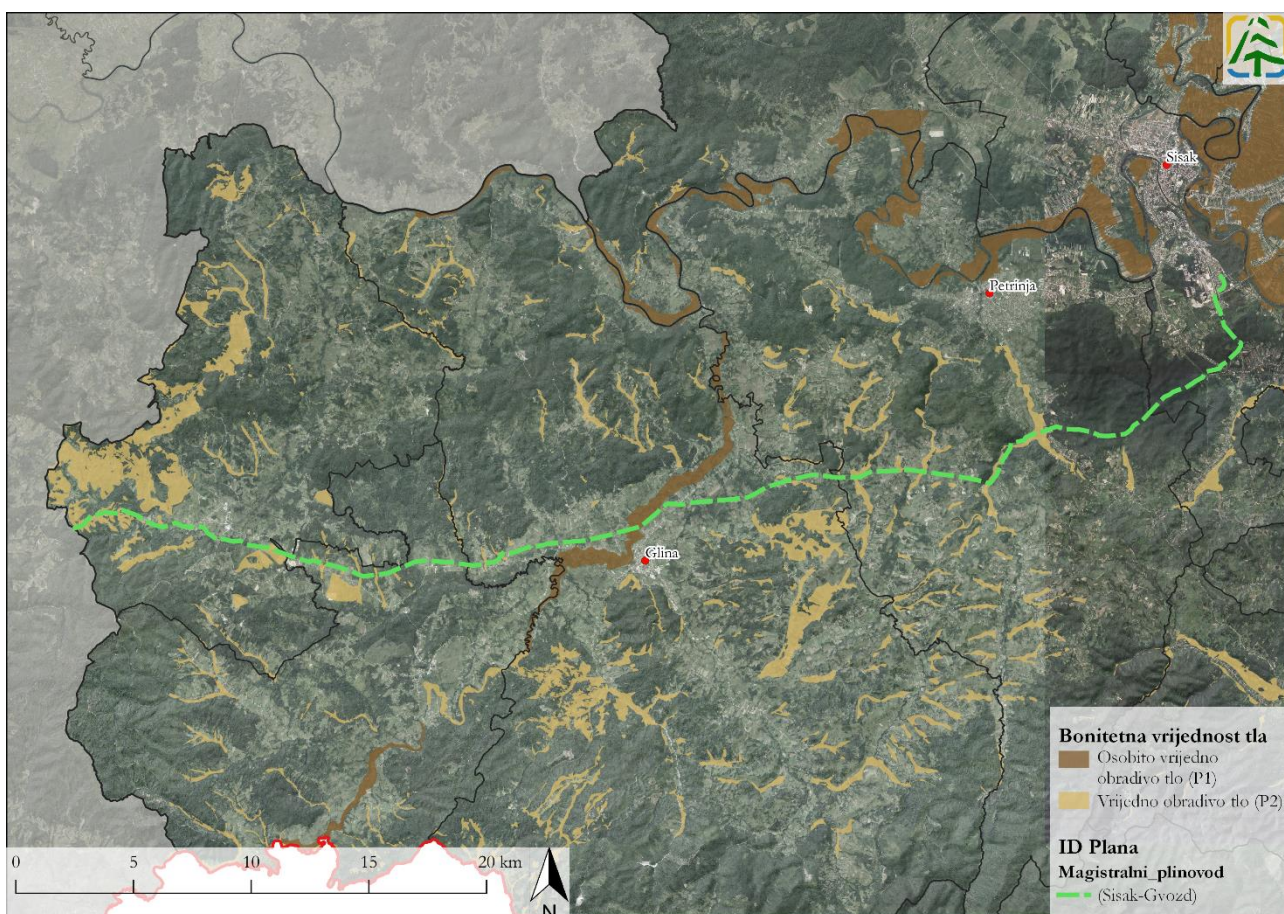 Sisak
Petrinja
Glina
Bonitetna vrijednost tla
Osobito vrijedno
obradivo tlo (P1)
Vrijedno obradivo tlo (P2)
ID Plana
Magistralni_plinovod
(Sisak-Gvozd)
0 5 10 15 20 km
N